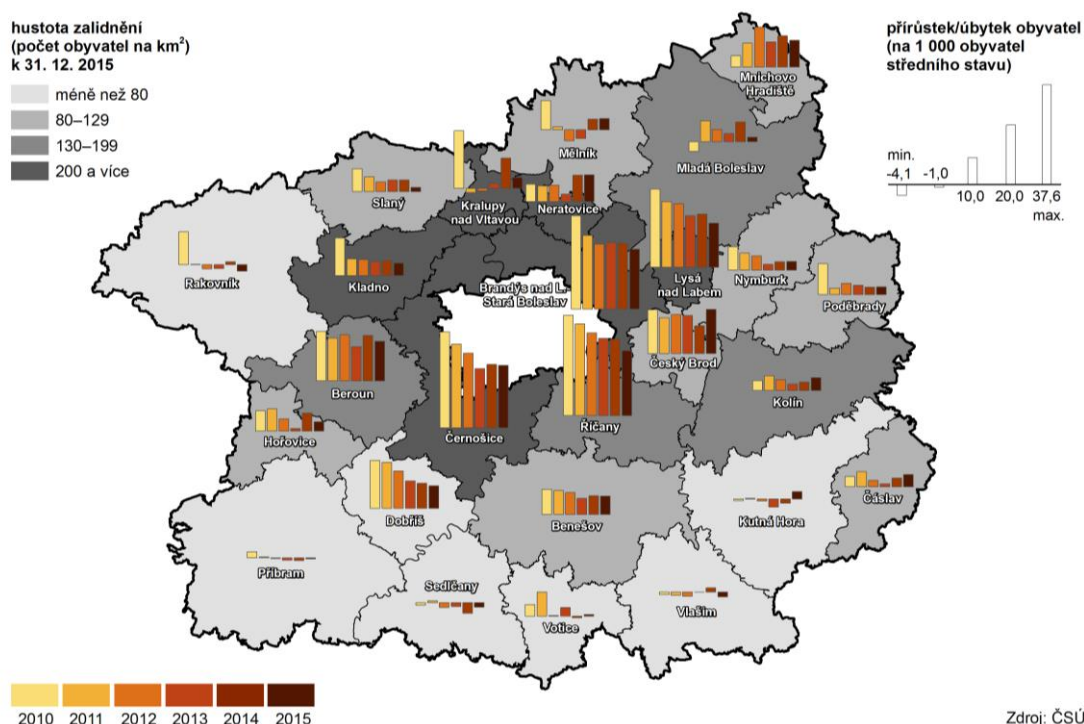 hustota zalidnění
(počet obyvatel na km²)
k 31. 12. 2015
méně než 80
80–129
130–199
200 a více
přírůstek/úbytek obyvatel
(na 1 000 obyvatel
středního stavu)
min.
-4,1
-1,0
10,0
20,0
37,6
max.
Mnichovo
Hradiště
Mělník
Mladá Boleslav
Slaný
Kralupy
nad Vltavou
Neratovice
Rakovník
Kladno
Brandýs nad L.
Stará Boleslav
Lysá
nad Labem
Nymburk
Poděbrady
Český Brod
Beroun
Kolín
Hořovice
Černošice
Říčany
Dobříš
Benešov
Kutná Hora
Čáslav
Příbram
Sedlčany
Votice
Vlašim
2010 2011 2012 2013 2014 2015
Zdroj: ČSÚ